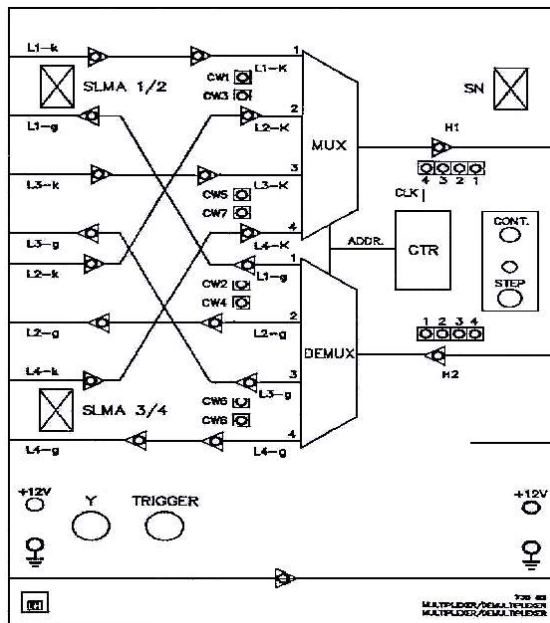 L1-k
1
L1-K
SLMA 1/2
CW1
CW3
SN
L1-g
2
L2-K
MUX
H1
L3-k
3
L3-K
4 3 2 1
CW5
CW7
CLK
L3-g
4
L4-K
ADDR.
CTR
CONT.
STEP
L2-k
1
L1-g
CW2
CW4
L2-g
2
L2-g
1 2 3 4
DEMUX
H2
L4-k
3
L3-g
SLMA 3/4
CW6
CW8
L4-g
4
L4-g
+12V
Y
TRIGGER
+12V
MULTIPLEXER/DEMULTIPLEXER
MULTIPLEXER/DEMULTIPLEXER